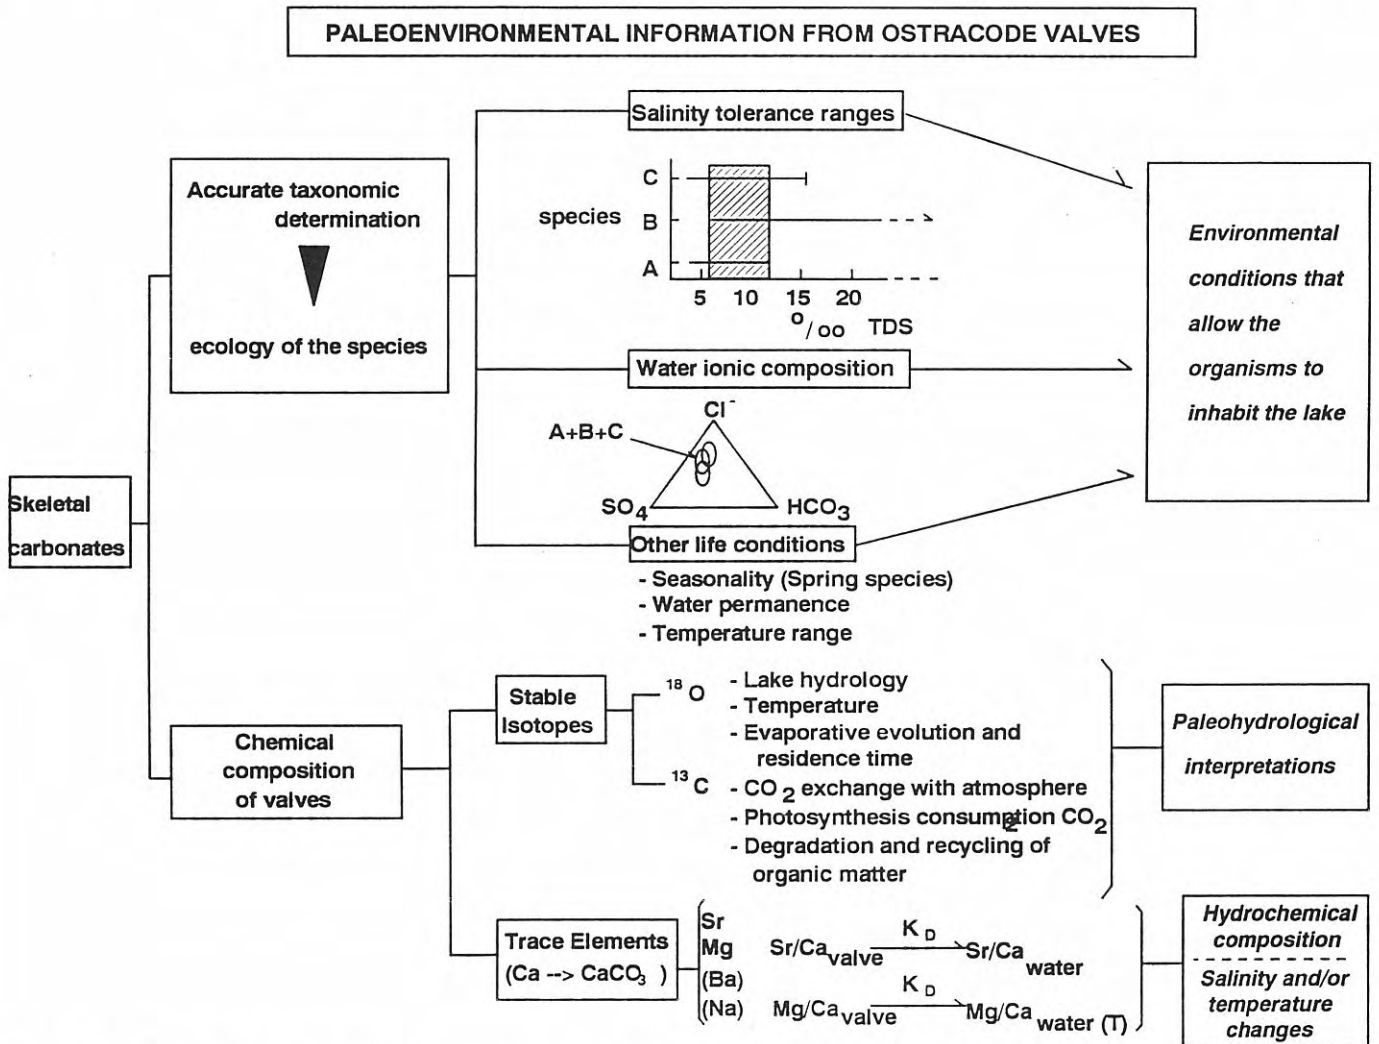 PALEOENVIRONMENTAL INFORMATION FROM OSTRACODE VALVES
Salinity tolerance ranges
Accurate taxonomic
determination
ecology of the species
species
C
B
A
5 10 15 20
o/oo TDS
Water ionic composition
Cl-
A+B+C
SO4 HCO3
Other life conditions
- Seasonality (Spring species)
- Water permanence
- Temperature range
Environmental
conditions that
allow the
organisms to
inhabit the lake
Skeletal
carbonates
Chemical
composition
of valves
Stable
Isotopes
18 O
- Lake hydrology
- Temperature
- Evaporative evolution and
residence time
13 C
- CO2 exchange with atmosphere
- Photosynthesis consumption CO2
2
- Degradation and recycling of
organic matter
Paleohydrological
interpretations
Trace Elements
(Ca --> CaCO3 )
Sr
Mg
(Ba)
(Na)
KD
Sr/Ca valve Sr/Ca water
KD
Mg/Ca valve Mg/Ca water (T)
Hydrochemical
composition
Salinity and/or
temperature
changes